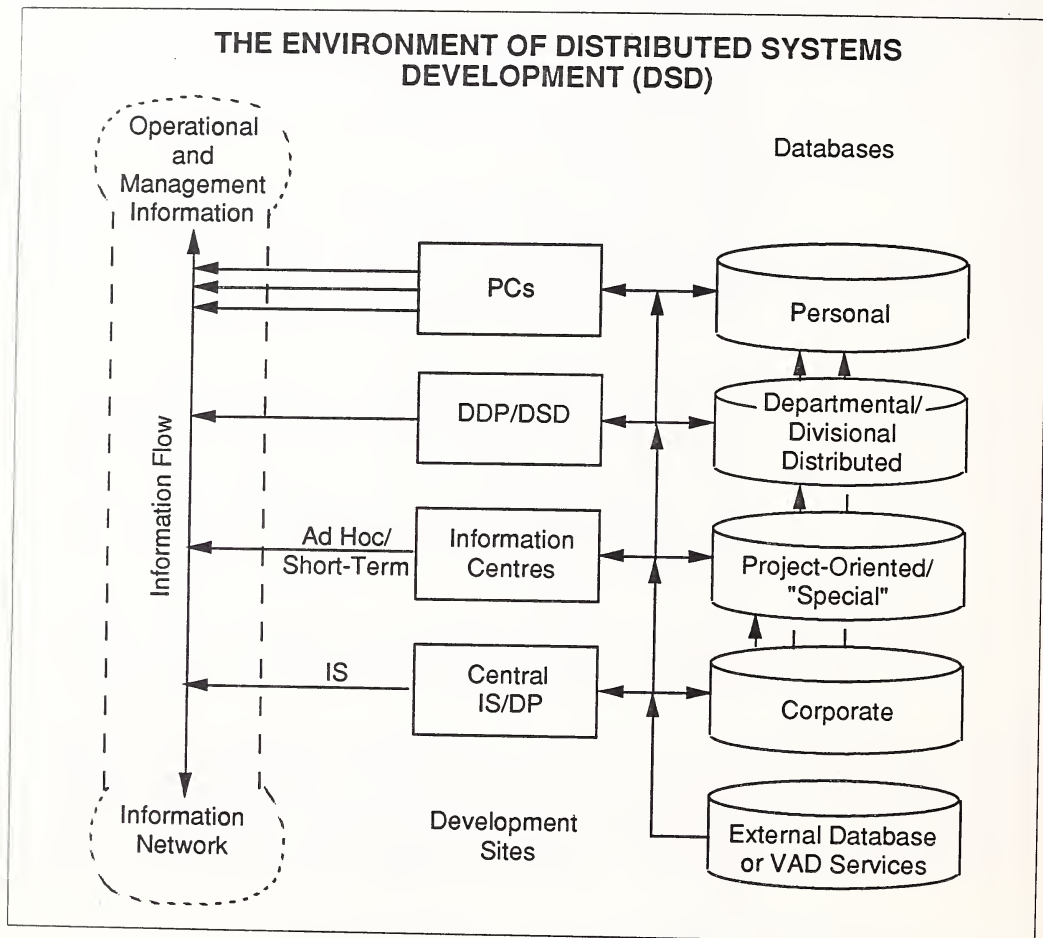 THE ENVIRONMENT OF DISTRIBUTED SYSTEMS
DEVELOPMENT (DSD)
Operational
and
Management
Information
Databases
PCs
Personal
DDP/DSD
Departmental/
Divisional
Distributed
Information Flow
Ad Hoc/
Short-Term
Information
Centres
Project-Oriented/
"Special"
IS
Central
IS/DP
Corporate
Information
Network
Development
Sites
External Database
or VAD Services